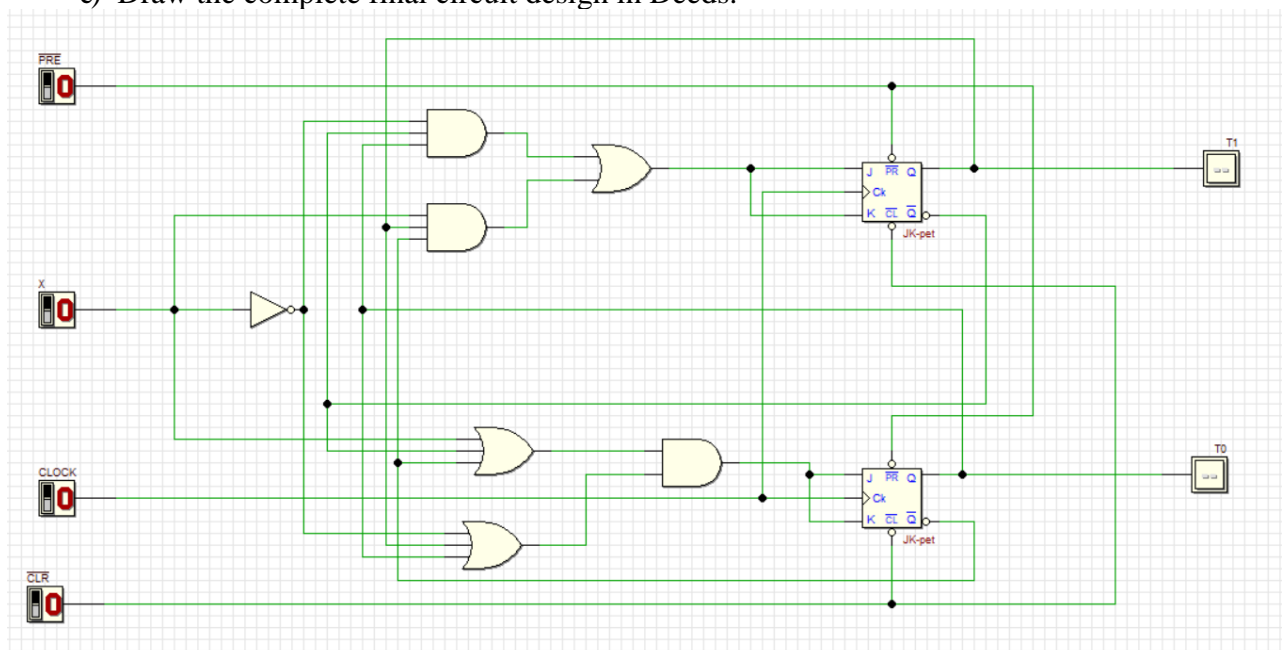 c) Draw the complete final circuit design in Deeds.
PRE
0
T1
J PR Q
Ck
K CL Q
JK-pet
X
0
CLOCK
0
T0
J PR Q
Ck
K CL Q
JK-pet
CLR
0